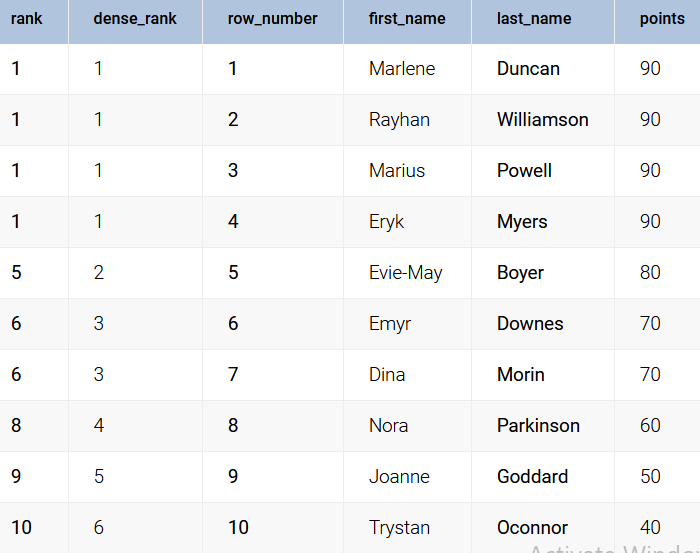 rank dense_rank row_number first_name last_name points
1 1 1 Marlene Duncan 90
1 1 2 Rayhan Williamson 90
1 1 3 Marius Powell 90
1 1 4 Eryk Myers 90
5 2 5 Evie-May Boyer 80
6 3 6 Emyr Downes 70
6 3 7 Dina Morin 70
8 4 8 Nora Parkinson 60
9 5 9 Joanne Goddard 50
10 6 10 Trystan Oconnor 40